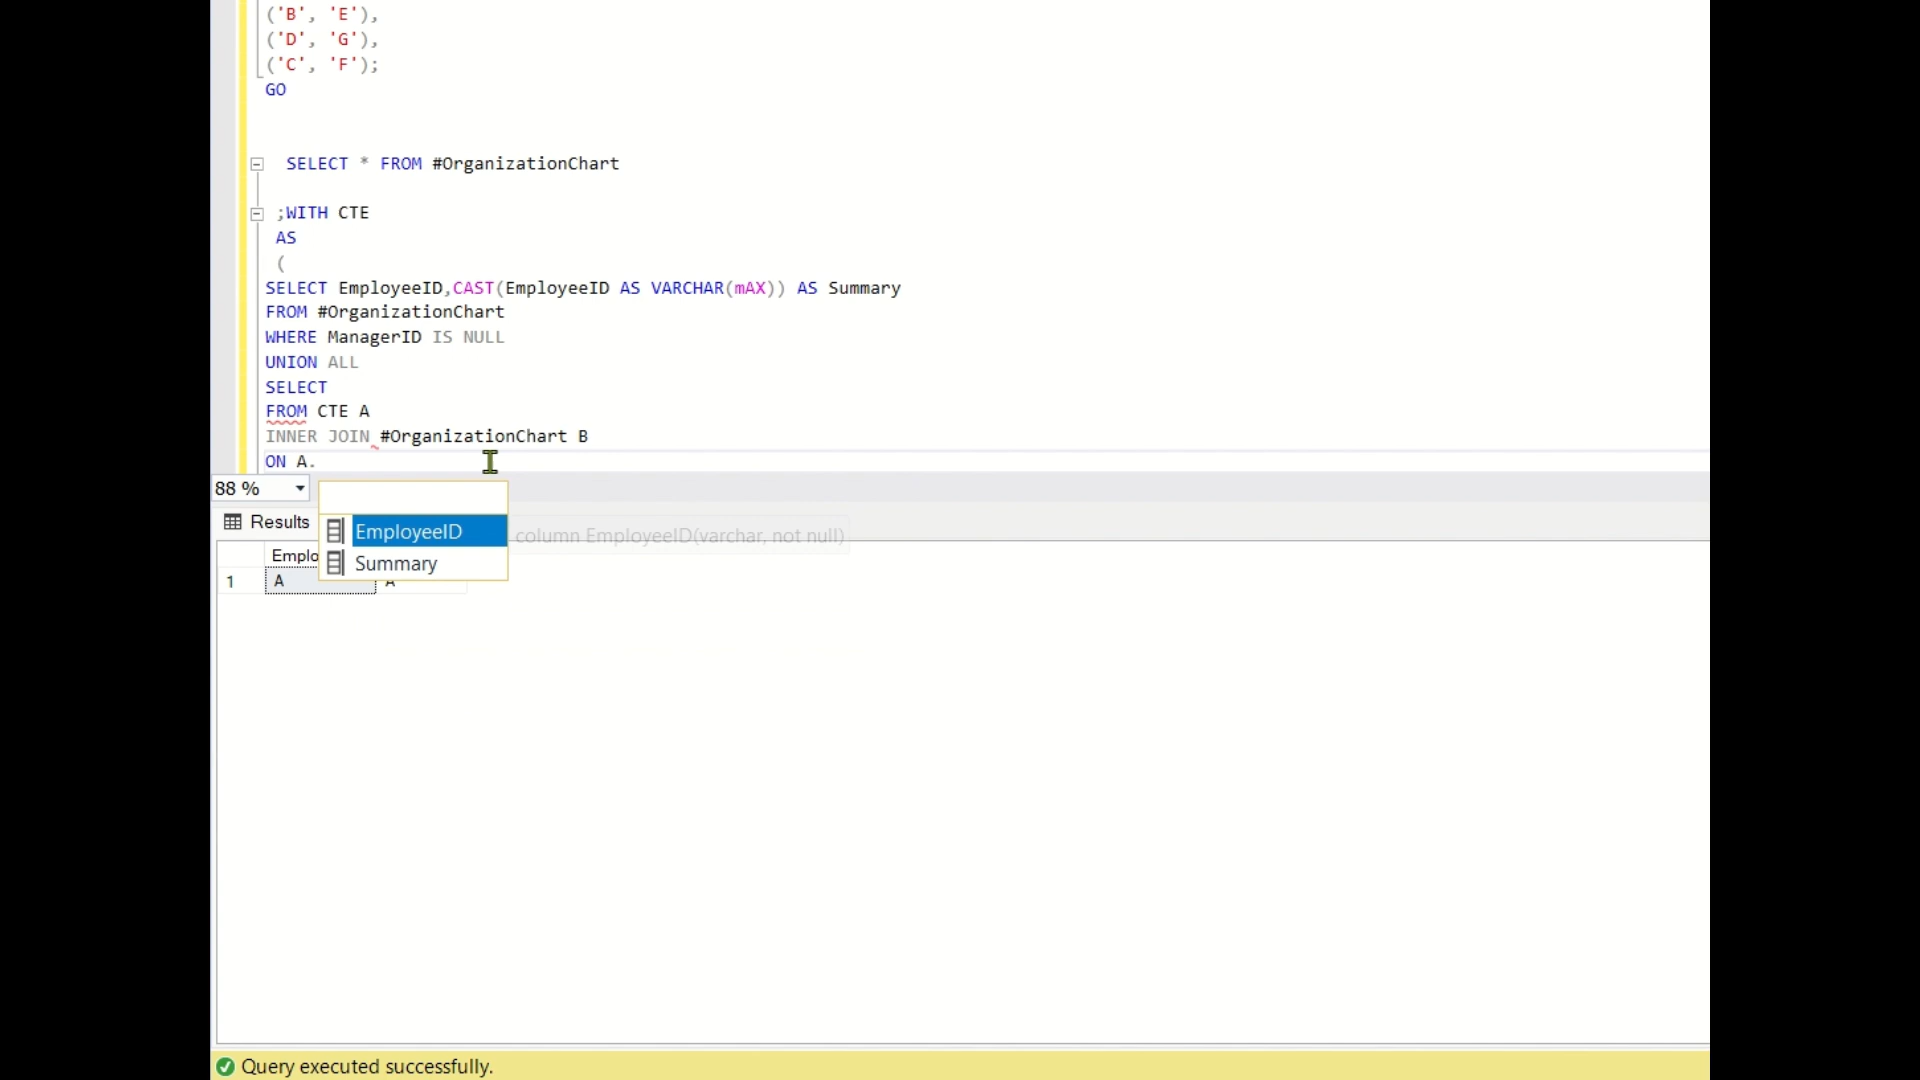 ('B', 'E'),
('D', 'G'),
('C', 'F');
GO
SELECT * FROM #OrganizationChart
;WITH CTE
AS
(
SELECT EmployeeID,CAST(EmployeeID AS VARCHAR(mAX)) AS Summary
FROM #OrganizationChart
WHERE ManagerID IS NULL
UNION ALL
SELECT
FROM CTE A
INNER JOIN #OrganizationChart B
ON A.
88 %
Results
EmployeeID
column EmployeeID(varchar, not null)
Emplo
Summary
1 A A
Query executed successfully.